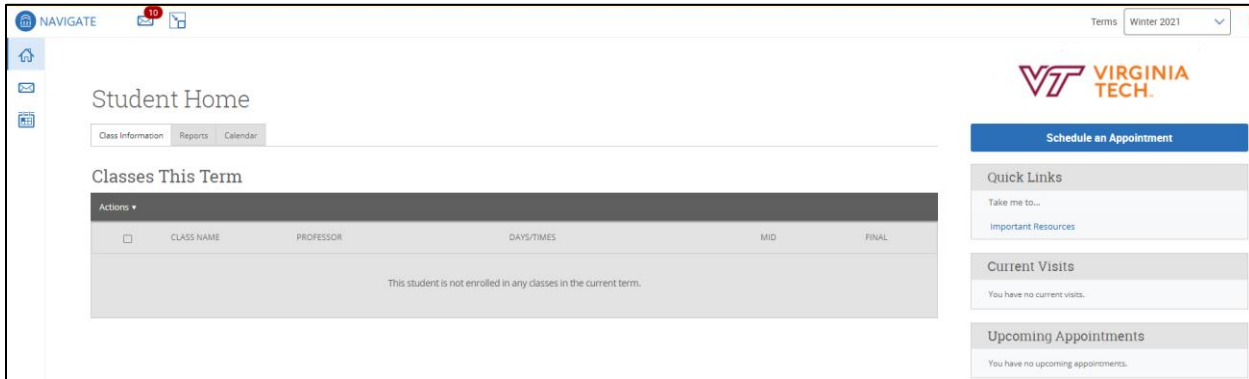 NAVIGATE 10 Terms Winter 2021
VT VIRGINIA
TECH.
Student Home
Class Information Reports Calendar
Schedule an Appointment
Classes This Term
Quick Links
Actions
Take me to...
CLASS NAME PROFESSOR DAYS/TIMES MID FINAL
Important Resources
This student is not enrolled in any classes in the current term.
Current Visits
You have no current visits.
Upcoming Appointments
You have no upcoming appointments.